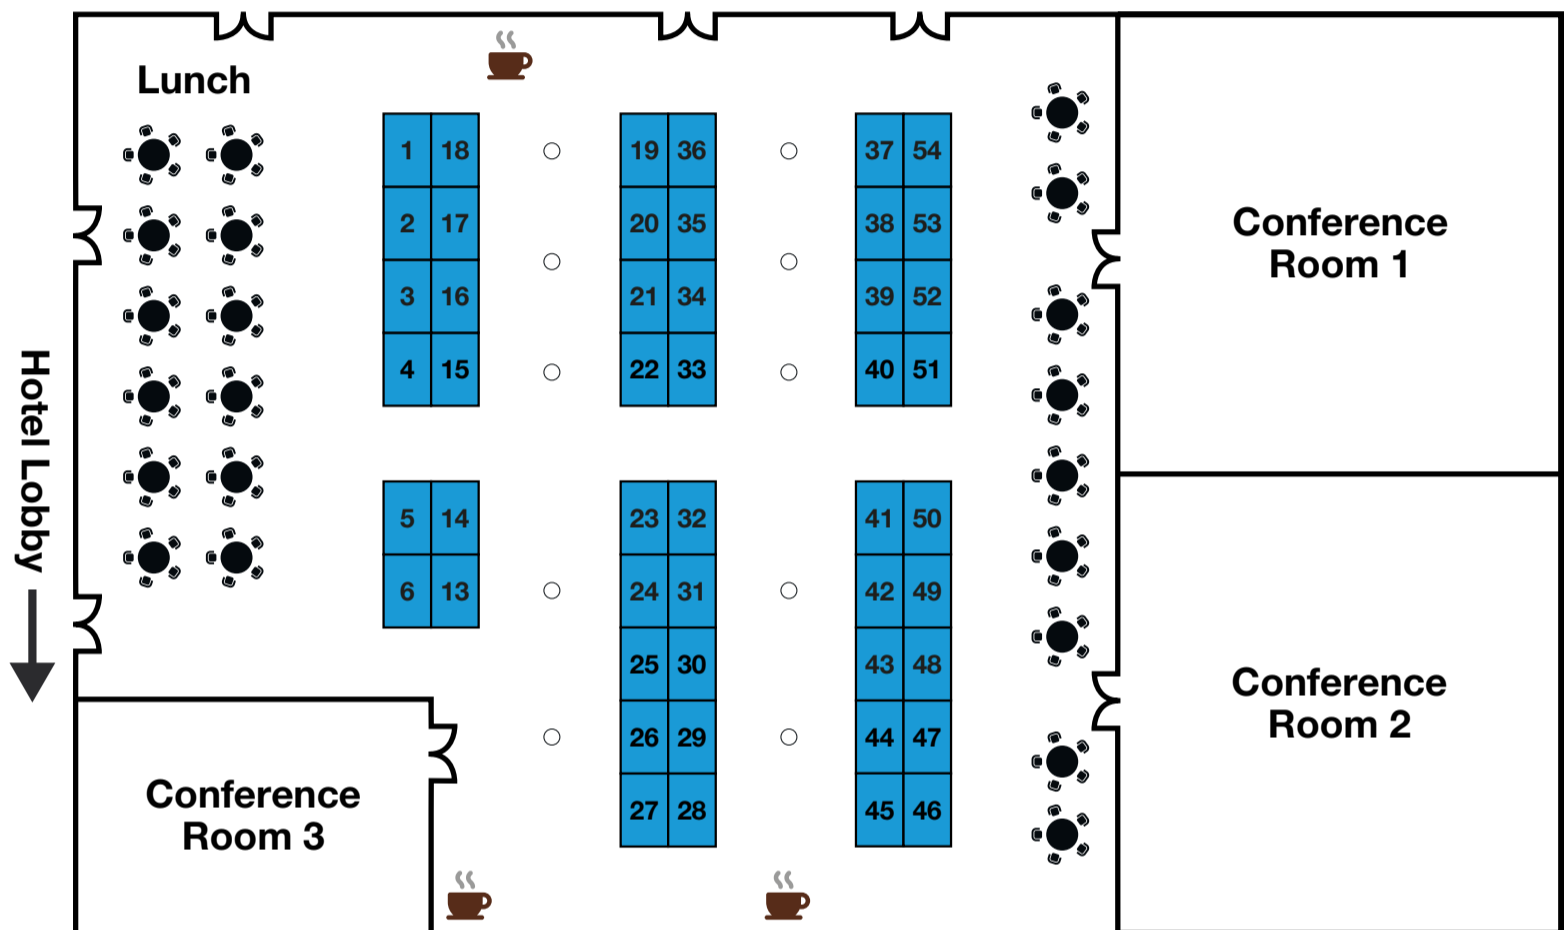 Lunch
1 18 19 36 37 54
2 17 20 35 38 53
Conference
Room 1
3 16 21 34 39 52
4 15 22 33 40 51
Hotel Lobby
5 14 23 32 41 50
6 13 24 31 42 49
25 30 43 48
Conference
Room 2
26 29 44 47
Conference
Room 3
27 28 45 46